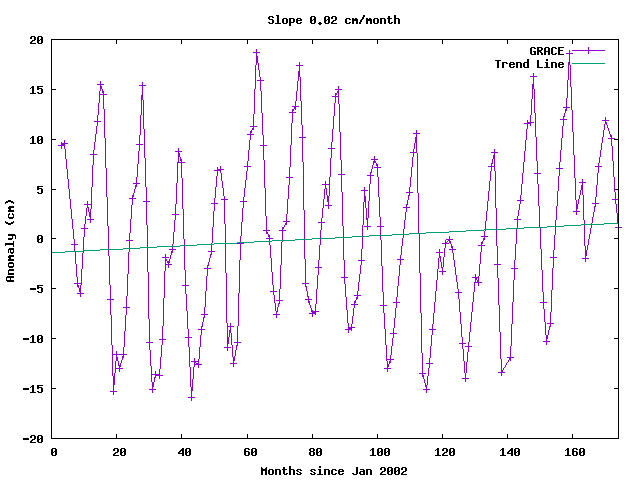 Slope 0.02 cm/month
GRACE
Trend Line
20
15
10
5
0
-5
-10
-15
-20
Anomaly (cm)
0 20 40 60 80 100 120 140 160
Months since Jan 2002